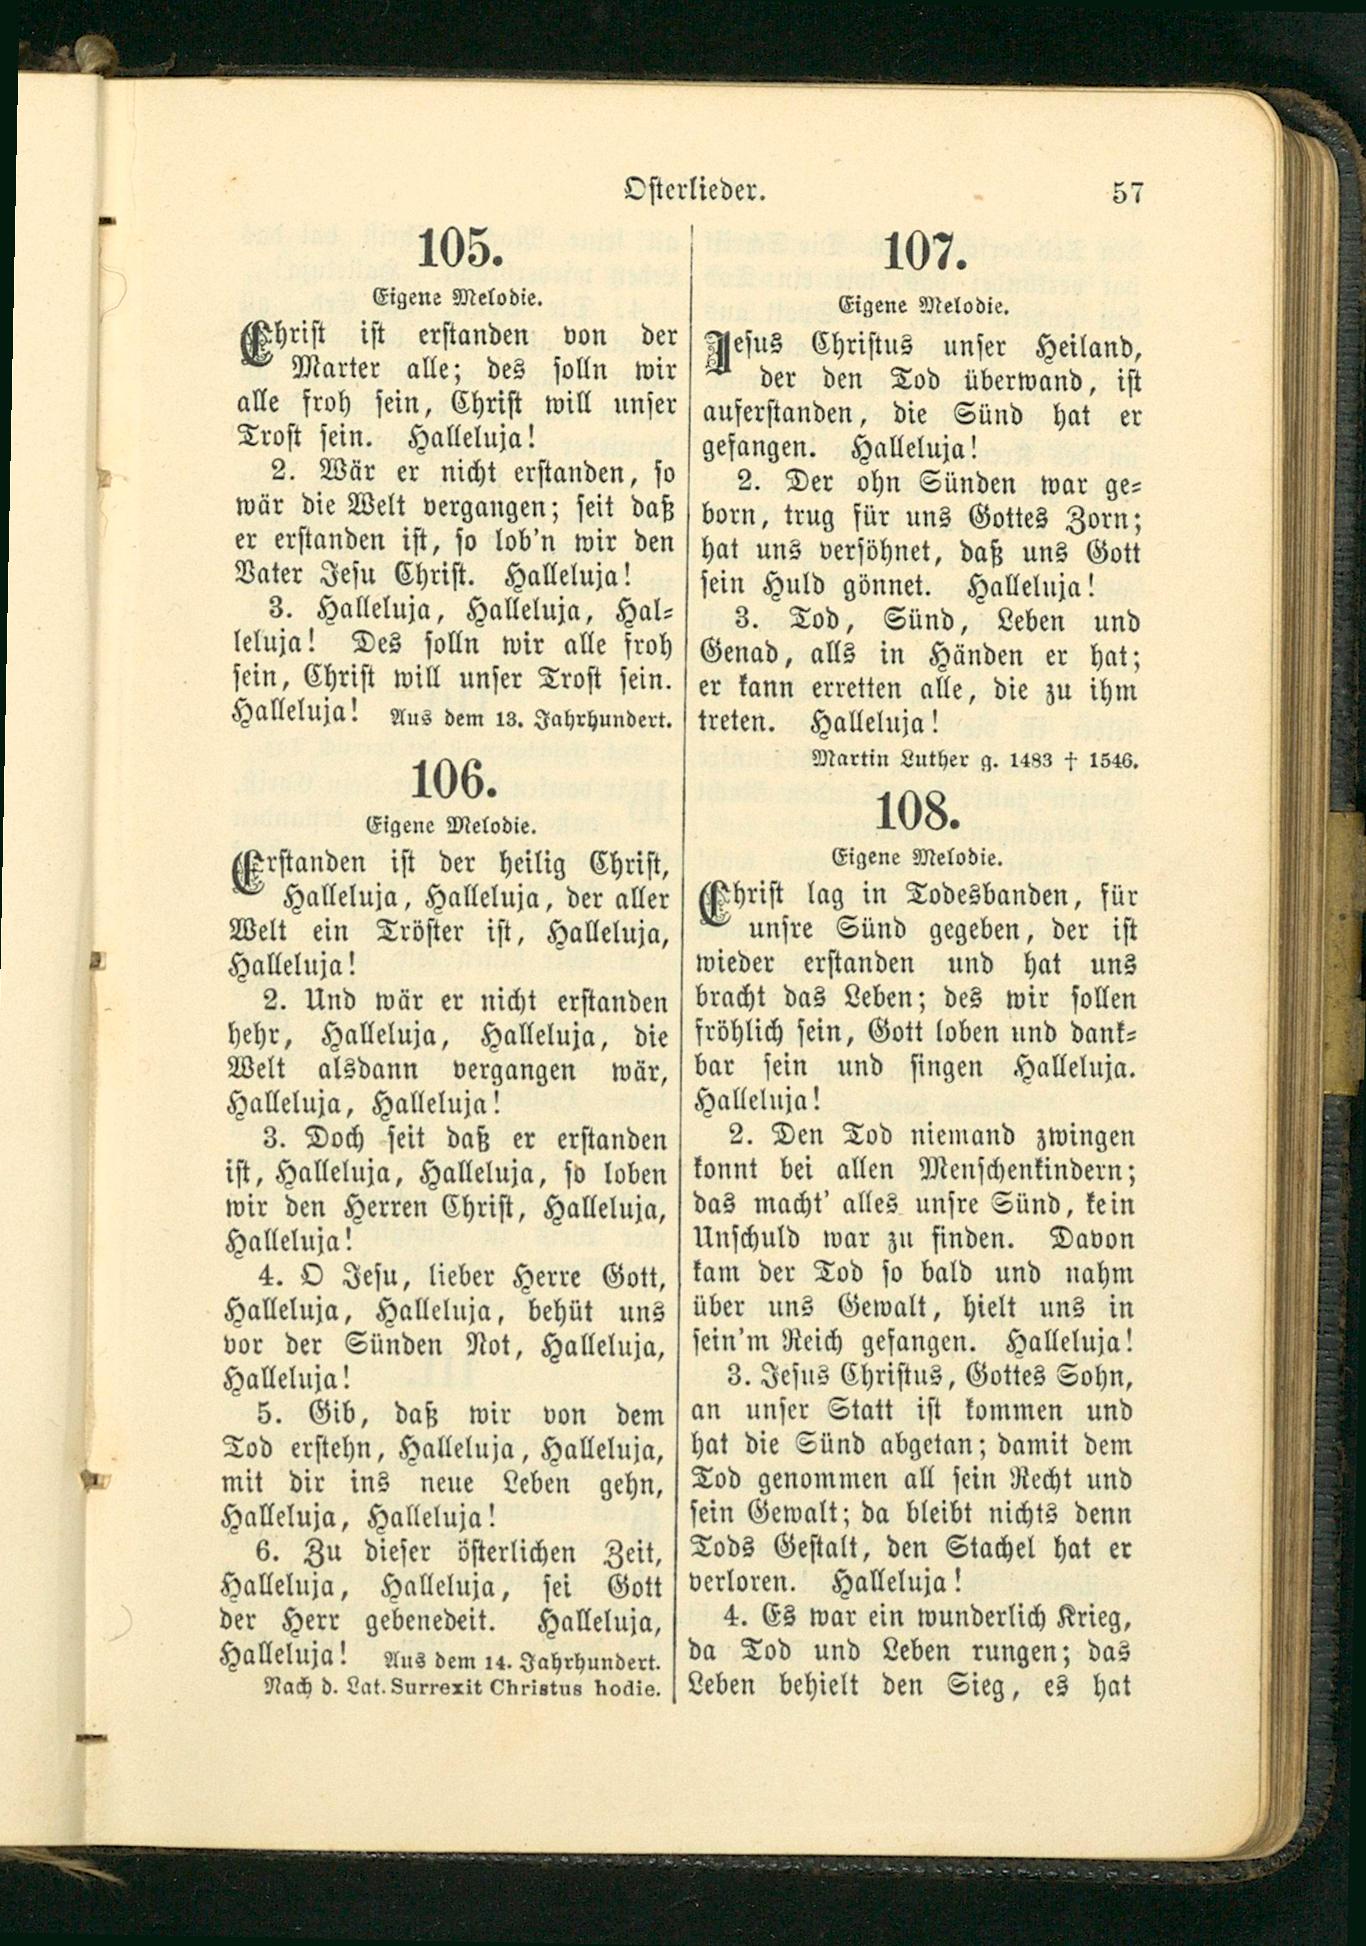 Osterlieder.
57
105.
Eigene Melodie.
Christ ist erstanden von der
Marter alle; des solln wir
alle froh sein, Christ will unser
Trost sein. Halleluja!
2. Wär er nicht erstanden, so
wär die Welt vergangen; seit daß
er erstanden ist, so lob'n wir den
Vater Jesu Christ. Halleluja!
3. Halleluja, Halleluja, Hal-
leluja! Des solln wir alle froh
sein, Christ will unser Trost sein.
Halleluja! Aus dem 13. Jahrhundert.
106.
Eigene Melodie.
Erstanden ist der heilig Christ,
Halleluja, Halleluja, der aller
Welt ein Tröster ist, Halleluja,
Halleluja!
2. Und wär er nicht erstanden
hehr, Halleluja, Halleluja, die
Welt alsdann vergangen wär,
Halleluja, Halleluja!
3. Doch seit daß er erstanden
ist, Halleluja, Halleluja, so loben
wir den Herren Christ, Halleluja,
Halleluja!
4. O Jesu, lieber Herre Gott,
Halleluja, Halleluja, behüt uns
vor der Sünden Not, Halleluja,
Halleluja!
5. Gib, daß wir von dem
Tod erstehn, Halleluja, Halleluja,
mit dir ins neue Leben gehn,
Halleluja, Halleluja!
6. Zu dieser österlichen Zeit,
Halleluja, Halleluja, sei Gott
der Herr gebenedeit. Halleluja,
Halleluja! Aus dem 14. Jahrhundert.
Nach d. Lat. Surrexit Christus hodie.
107.
Eigene Melodie.
Jesus Christus unser Heiland,
der den Tod überwand, ist
auferstanden, die Sünd hat er
gefangen. Halleluja!
2. Der ohn Sünden war ge-
born, trug für uns Gottes Zorn;
hat uns versöhnet, daß uns Gott
sein Huld gönnet. Halleluja!
3. Tod, Sünd, Leben und
Genad, alls in Händen er hat;
er kann erretten alle, die zu ihm
treten. Halleluja!
Martin Luther g. 1483 † 1546.
108.
Eigene Melodie.
Christ lag in Todesbanden, für
unsre Sünd gegeben, der ist
wieder erstanden und hat uns
bracht das Leben; des wir sollen
fröhlich sein, Gott loben und dank-
bar sein und singen Halleluja.
Halleluja!
2. Den Tod niemand zwingen
konnt bei allen Menschenkindern;
das macht' alles unsre Sünd, kein
Unschuld war zu finden. Davon
kam der Tod so bald und nahm
über uns Gewalt, hielt uns in
sein'm Reich gefangen. Halleluja!
3. Jesus Christus, Gottes Sohn,
an unser Statt ist kommen und
hat die Sünd abgetan; damit dem
Tod genommen all sein Recht und
sein Gewalt; da bleibt nichts denn
Tods Gestalt, den Stachel hat er
verloren. Halleluja!
4. Es war ein wunderlich Krieg,
da Tod und Leben rungen; das
Leben behielt den Sieg, es hat